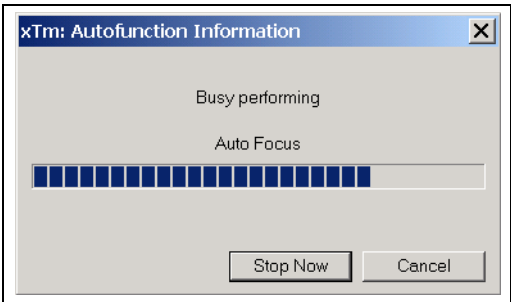 xTm: Autofunction Information
Busy performing
Auto Focus
Stop Now
Cancel